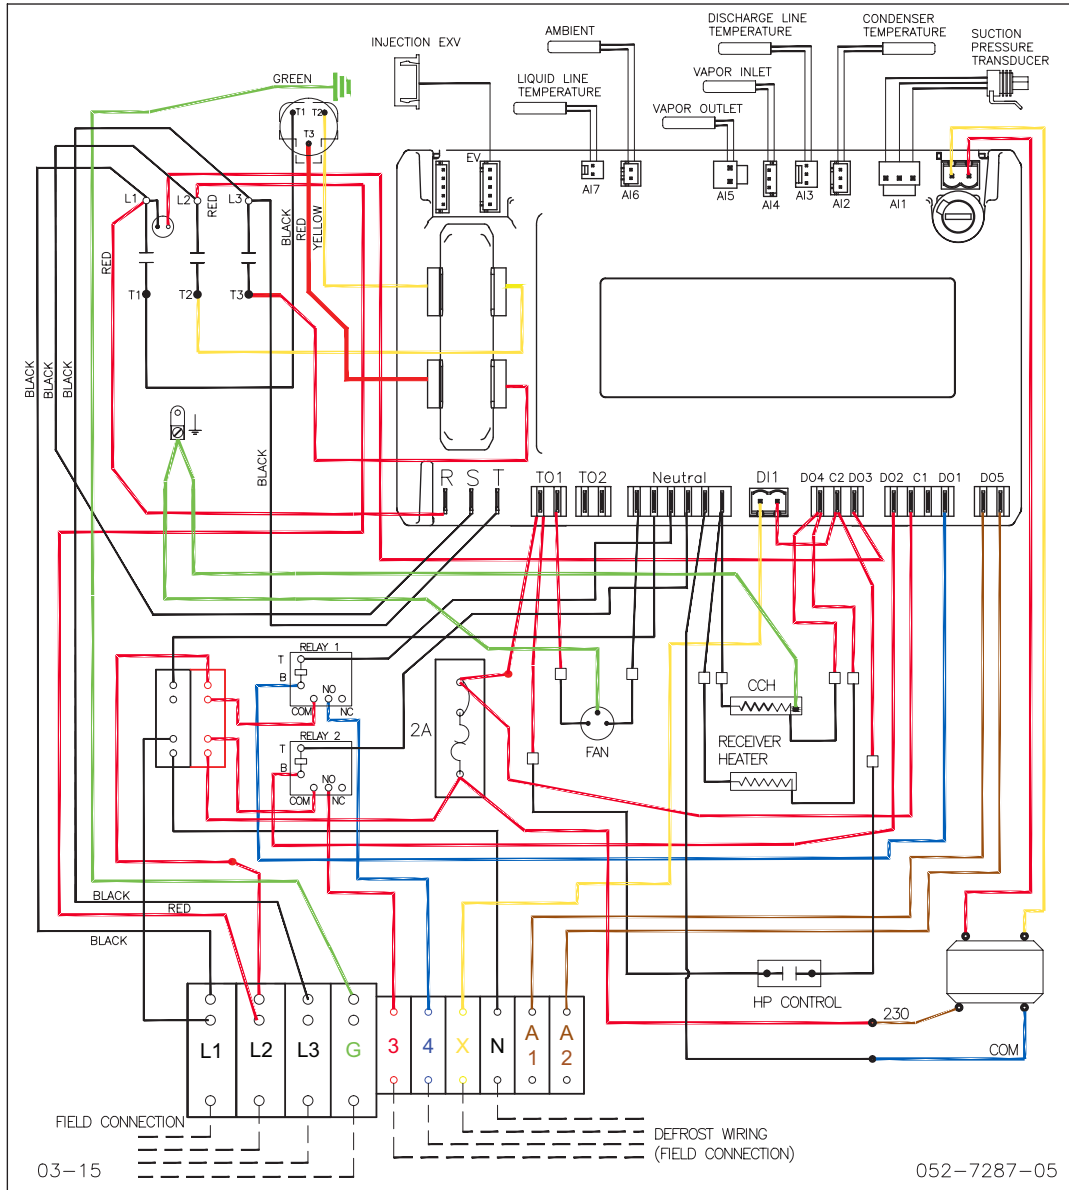 DISCHARGE LINE
TEMPERATURE
CONDENSER
TEMPERATURE
SUCTION
PRESSURE
TRANSDUCER
AMBIENT
INJECTION EXV
VAPOR INLET
LIQUID LINE
TEMPERATURE
VAPOR OUTLET
GREEN
T1 T2
T3
EV
AI7
AI6
AI5
AI4
AI3
AI2
AI1
L1
L2
L3
RED
BLACK
RED
YELLOW
RED
T1
T2
T3
BLACK
BLACK
BLACK
BLACK
R S T
TO1
TO2
Neutral
DI1
DO4 C2 DO3
DO2 C1 DO1
DO5
RELAY 1
T
B
NO
COM
NC
RELAY 2
T
B
NO
COM
NC
2A
FAN
CCH
RECEIVER
HEATER
BLACK
RED
BLACK
HP CONTROL
230
COM
L1
L2
L3
G
3
4
X
N
A
1
A
2
FIELD CONNECTION
DEFROST WIRING
(FIELD CONNECTION)
03-15
052-7287-05